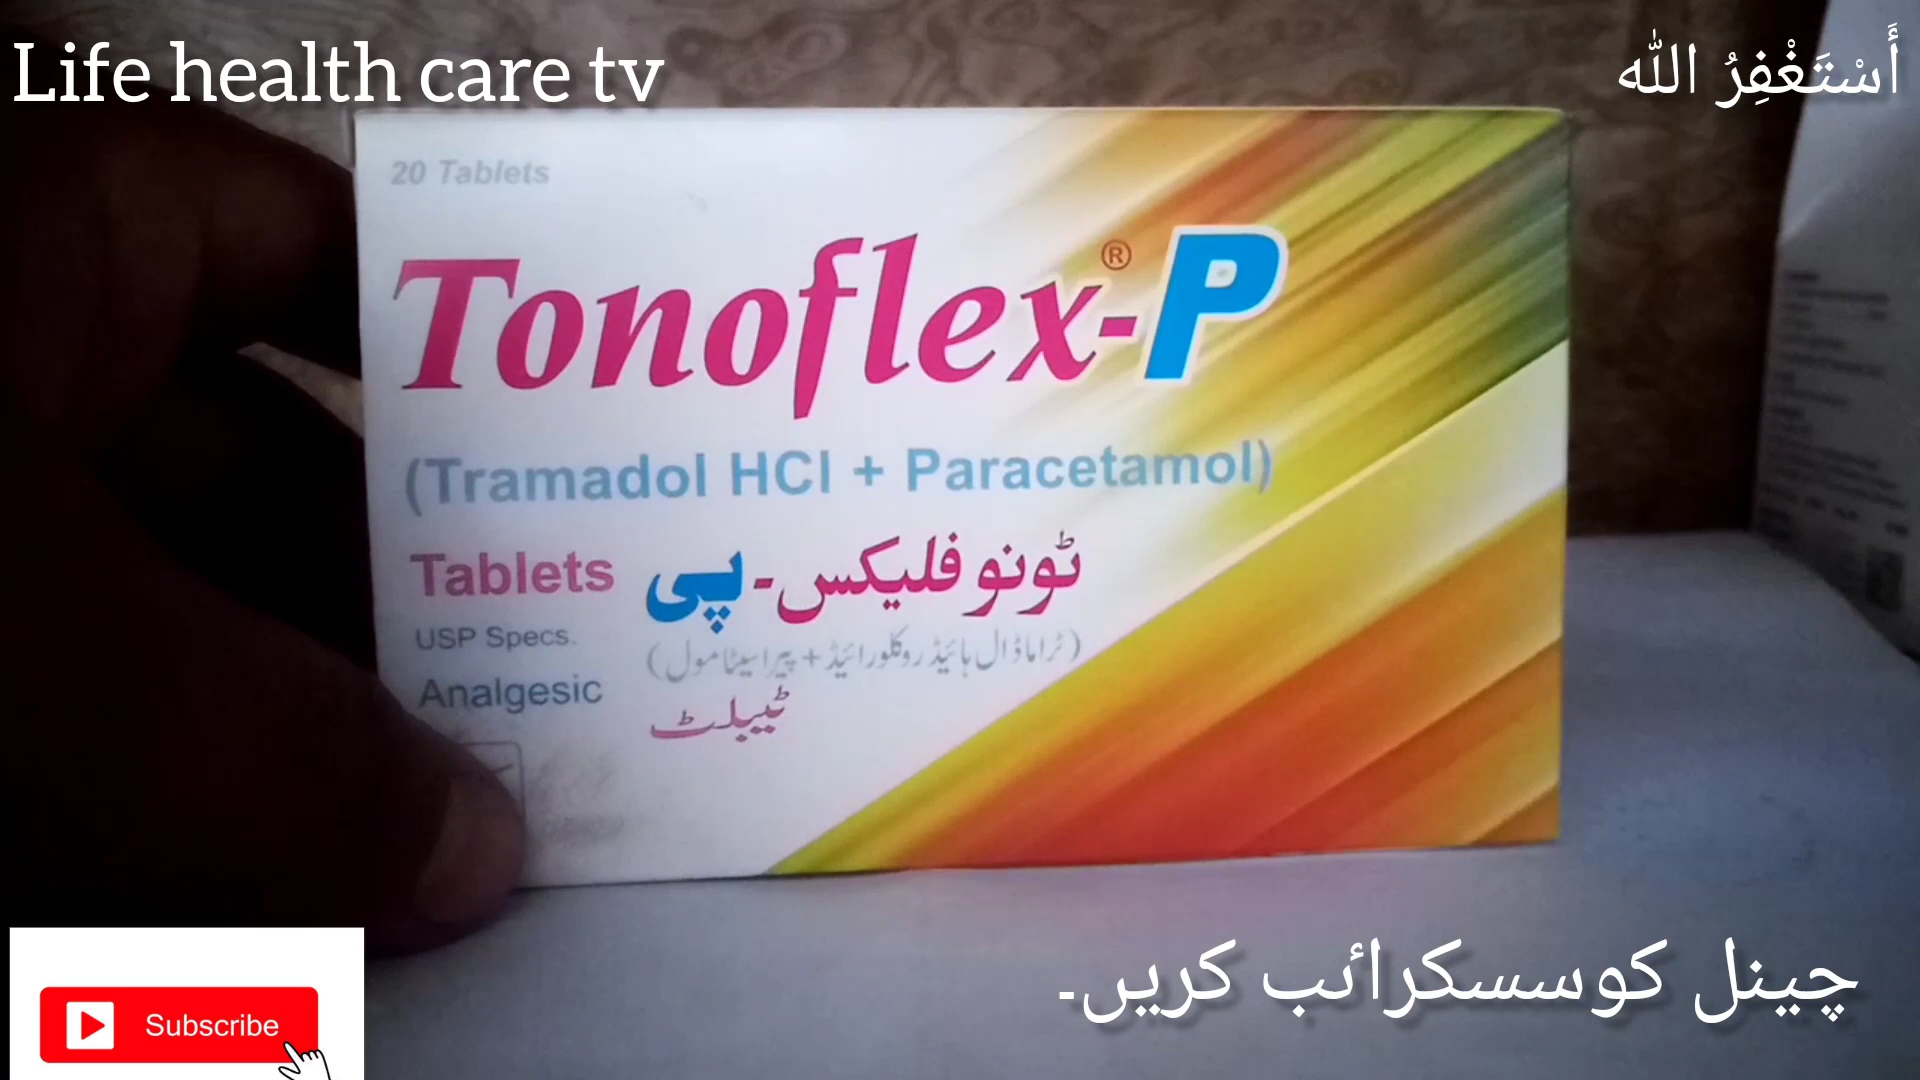 Life health care tv
أَسْتَغْفِرُ اللّٰه
20 Tablets
Tonoflex®-P
(Tramadol HCl + Paracetamol)
Tablets
ٹونو فلیکس - پی
USP Specs.
(ٹراماڈال ہائیڈروکلورائیڈ + پیراسیٹامول)
Analgesic
ٹیبلٹ
چینل کوسسکرائب کریں۔
Subscribe